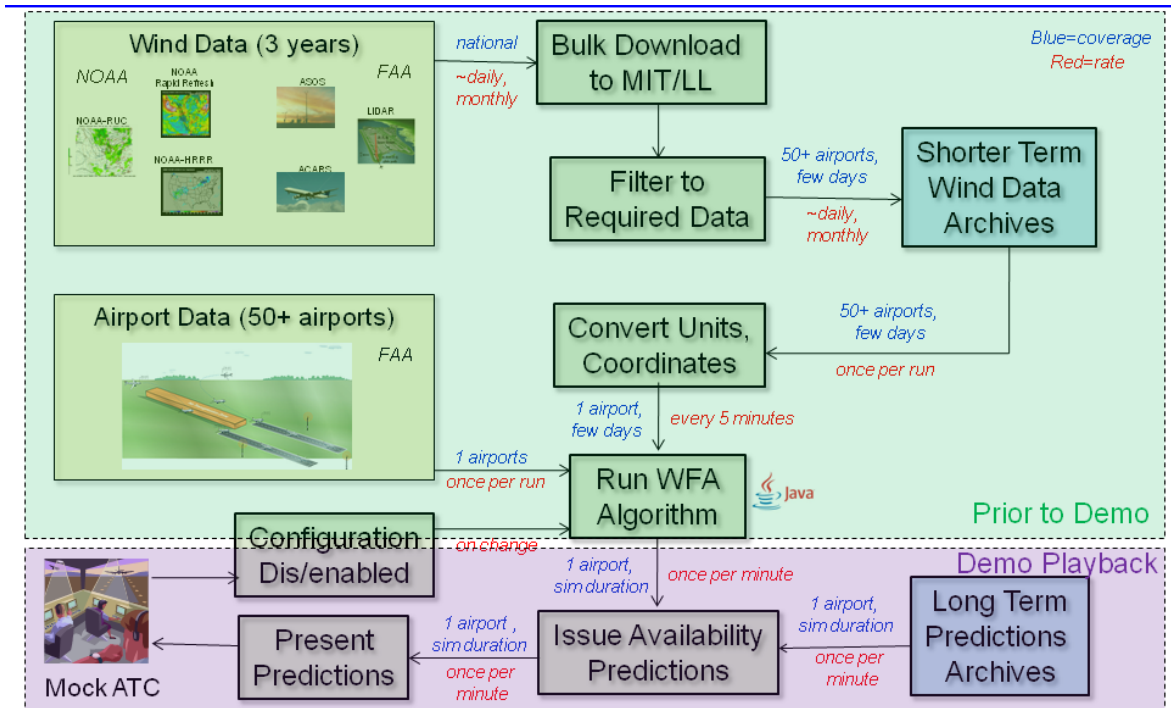 Wind Data (3 years)
NOAA
NOAA
Rapid Refresh
FAA
ASOS
LIDAR
NOAA-RUC
NOAA-HRRR
ACARS
national
~daily,
monthly
Bulk Download
to MIT/LL
Blue=coverage
Red=rate
Filter to
Required Data
50+ airports,
few days
~daily,
monthly
Shorter Term
Wind Data
Archives
Airport Data (50+ airports)
FAA
Convert Units,
Coordinates
50+ airports,
few days
once per run
1 airport,
few days
every 5 minutes
1 airports
once per run
Run WFA
Algorithm
Java
Prior to Demo
Configuration
Dis/enabled
on change
Demo Playback
1 airport,
sim duration
once per minute
Mock ATC
Present
Predictions
1 airport ,
sim duration
once per
minute
Issue Availability
Predictions
1 airport,
sim duration
once per
minute
Long Term
Predictions
Archives